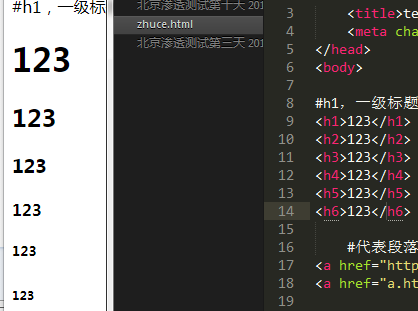 #h1，一级标
123
123
123
123
123
123
北京渗透测试第十天 201
zhuce.html
北京渗透测试第三天 201
3 <title>te
4 <meta cha
5 </head>
6 <body>
7
8 #h1，一级标题
9 <h1>123</h1>
10 <h2>123</h2>
11 <h3>123</h3>
12 <h4>123</h4>
13 <h5>123</h5>
14 <h6>123</h6>
15
16 #代表段落
17 <a href="http
18 <a href="a.ht
19